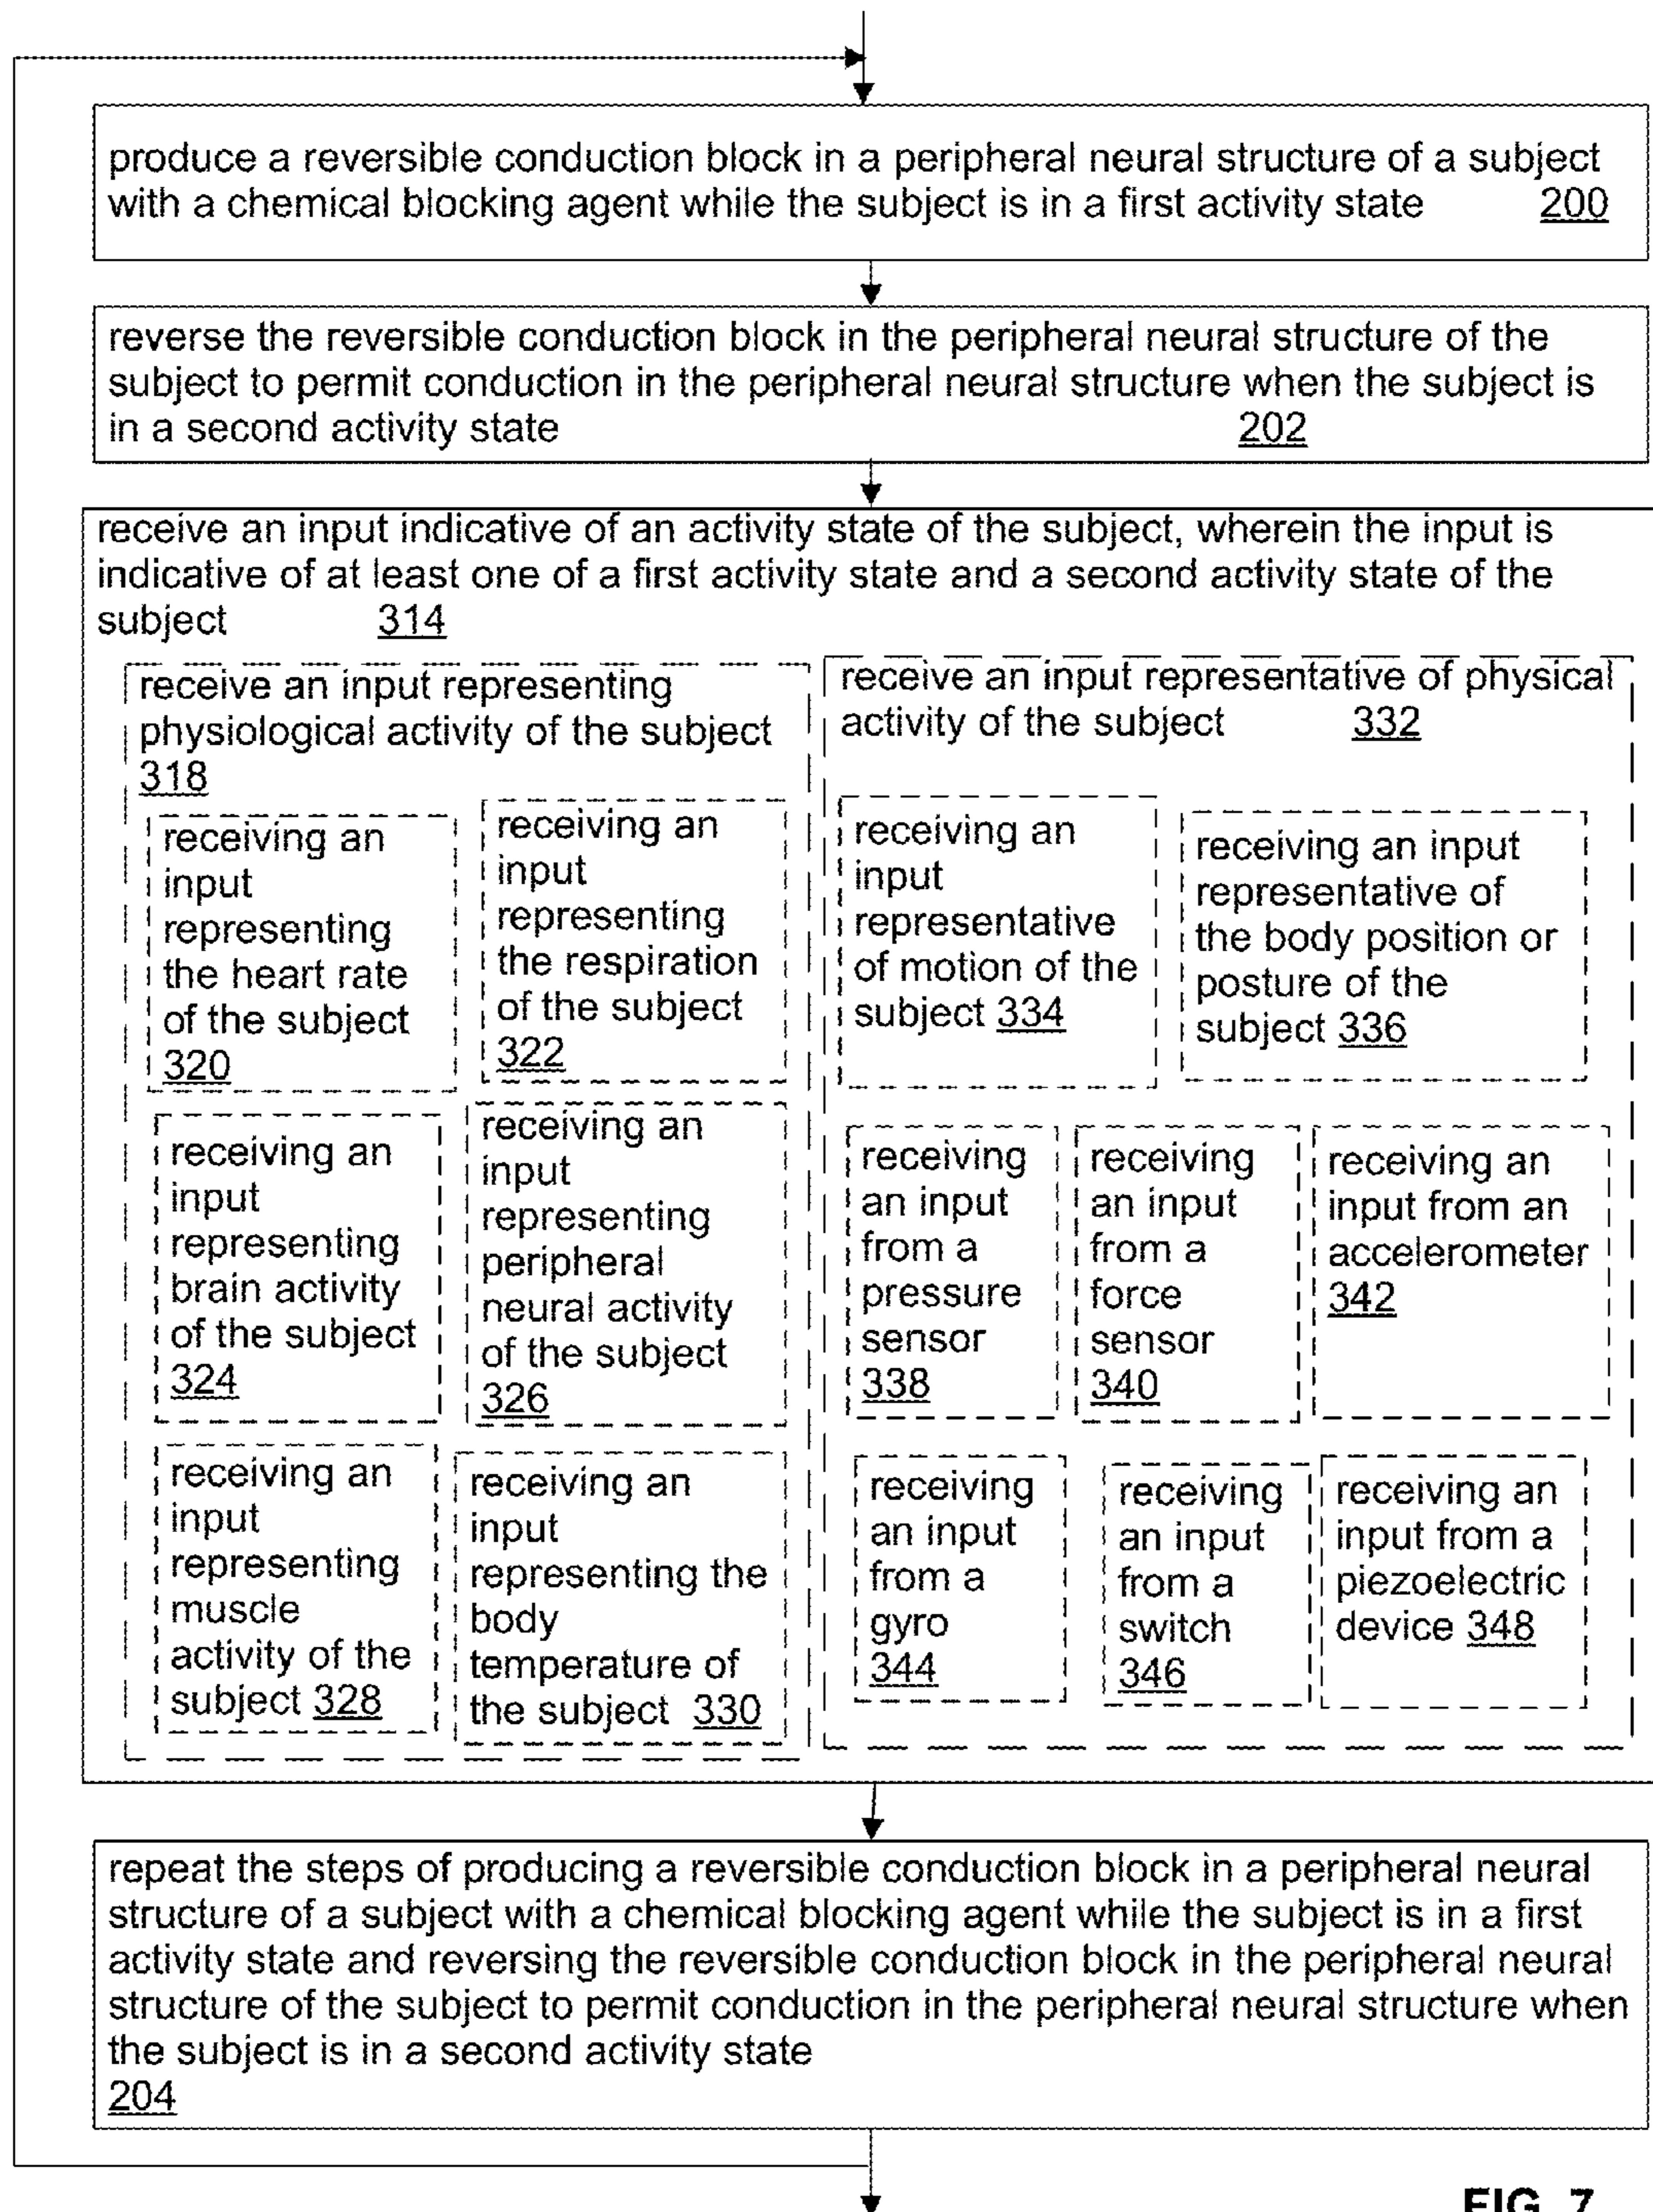 produce a reversible conduction block in a peripheral neural structure of a subject
with a chemical blocking agent while the subject is in a first activity state 200
reverse the reversible conduction block in the peripheral neural structure of the
subject to permit conduction in the peripheral neural structure when the subject is
in a second activity state 202
receive an input indicative of an activity state of the subject, wherein the input is
indicative of at least one of a first activity state and a second activity state of the
subject 314
receive an input representing
physiological activity of the subject
318
receiving an
input
representing
the heart rate
of the subject
320
receiving an
input
representing
the respiration
of the subject
322
receiving an
input
representing
brain activity
of the subject
324
receiving an
input
representing
peripheral
neural activity
of the subject
326
receiving an
input
representing
muscle
activity of the
subject 328
receiving an
input
representing the
body
temperature of
the subject 330
receive an input representative of physical
activity of the subject 332
receiving an
input
representative
of motion of the
subject 334
receiving an input
representative of
the body position or
posture of the
subject 336
receiving
an input
from a
pressure
sensor
338
receiving
an input
from a
force
sensor
340
receiving an
input from an
accelerometer
342
receiving
an input
from a
gyro
344
receiving
an input
from a
switch
346
receiving an
input from a
piezoelectric
device 348
repeat the steps of producing a reversible conduction block in a peripheral neural
structure of a subject with a chemical blocking agent while the subject is in a first
activity state and reversing the reversible conduction block in the peripheral neural
structure of the subject to permit conduction in the peripheral neural structure when
the subject is in a second activity state
204
FIG. 7